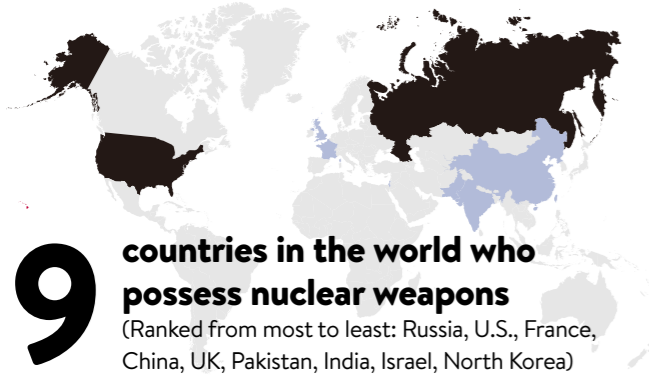 9
countries in the world who
possess nuclear weapons
(Ranked from most to least: Russia, U.S., France,
China, UK, Pakistan, India, Israel, North Korea)